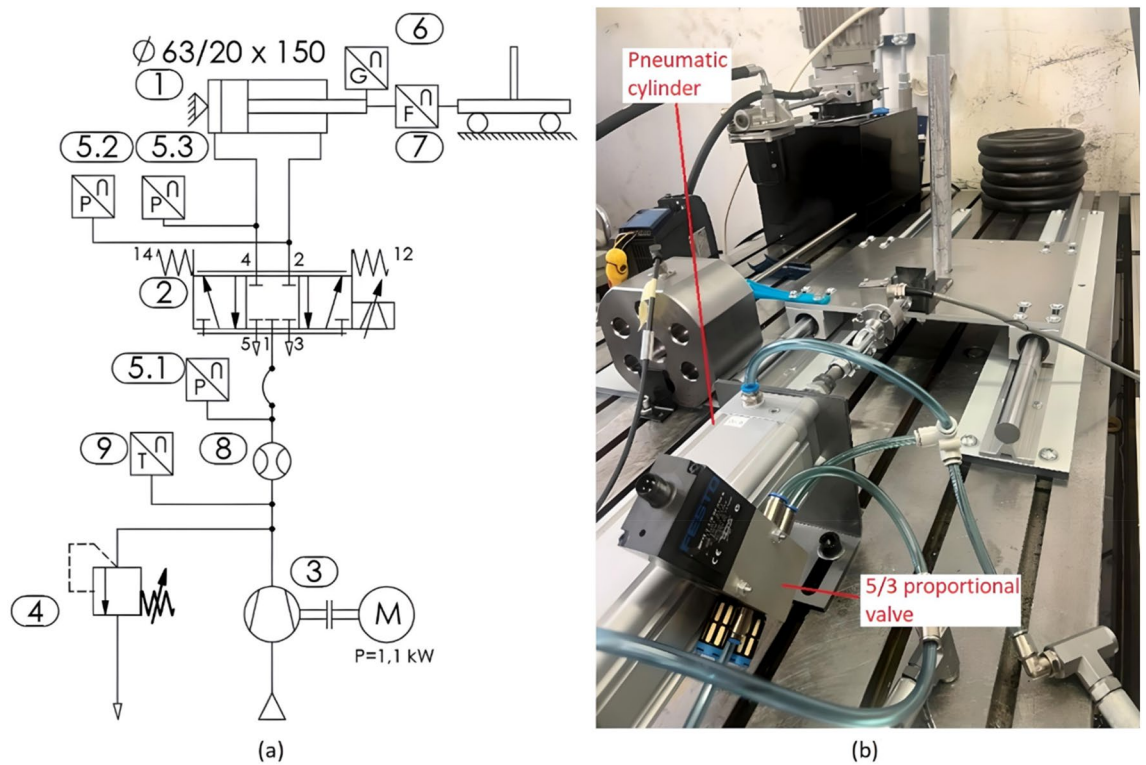 Ø 63/20 x 150
6
1
G
n
F
n
7
5.2
5.3
P
n
P
n
14
4
2
12
2
5
1
3
5.1
P
n
9
8
T
n
3
4
M
P=1,1 kW
(a)
Pneumatic
cylinder
FESTO
5/3 proportional
valve
(b)